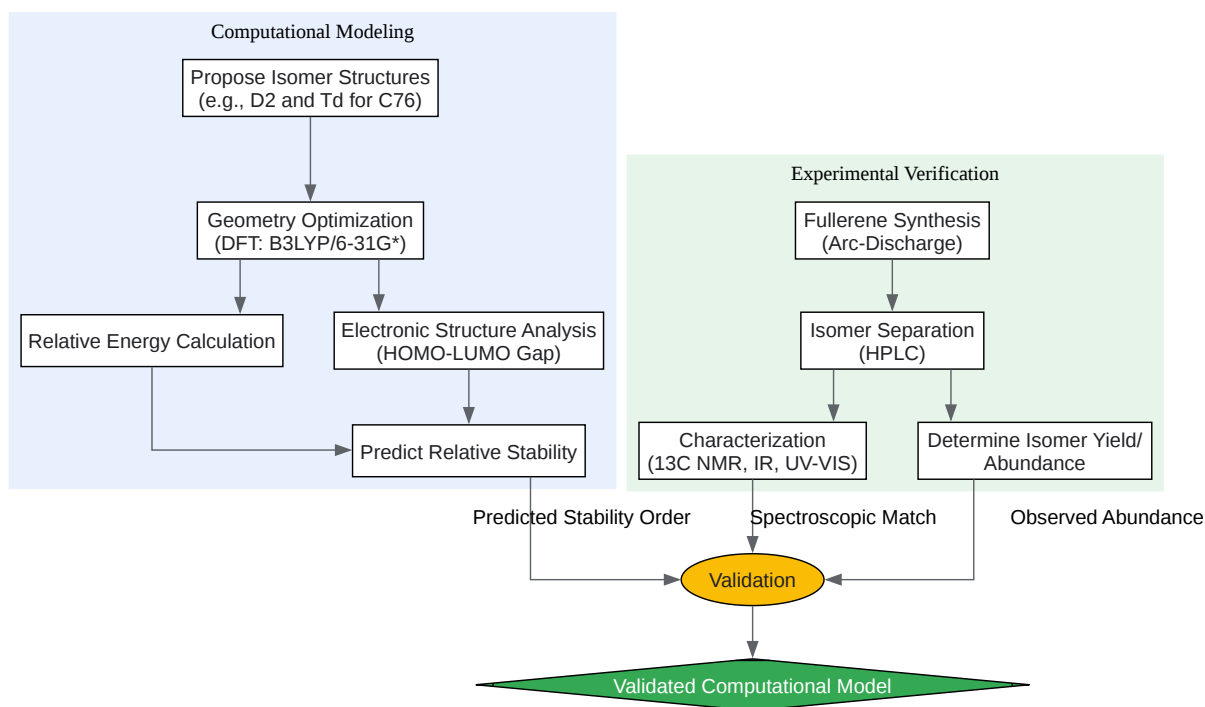 Computational Modeling
Propose Isomer Structures
(e.g., D2 and Td for C76)
Geometry Optimization
(DFT: B3LYP/6-31G*)
Relative Energy Calculation
Electronic Structure Analysis
(HOMO-LUMO Gap)
Predict Relative Stability
Experimental Verification
Fullerene Synthesis
(Arc-Discharge)
Isomer Separation
(HPLC)
Characterization
(13C NMR, IR, UV-VIS)
Determine Isomer Yield/
Abundance
Predicted Stability Order
Spectroscopic Match
Observed Abundance
Validation
Validated Computational Model